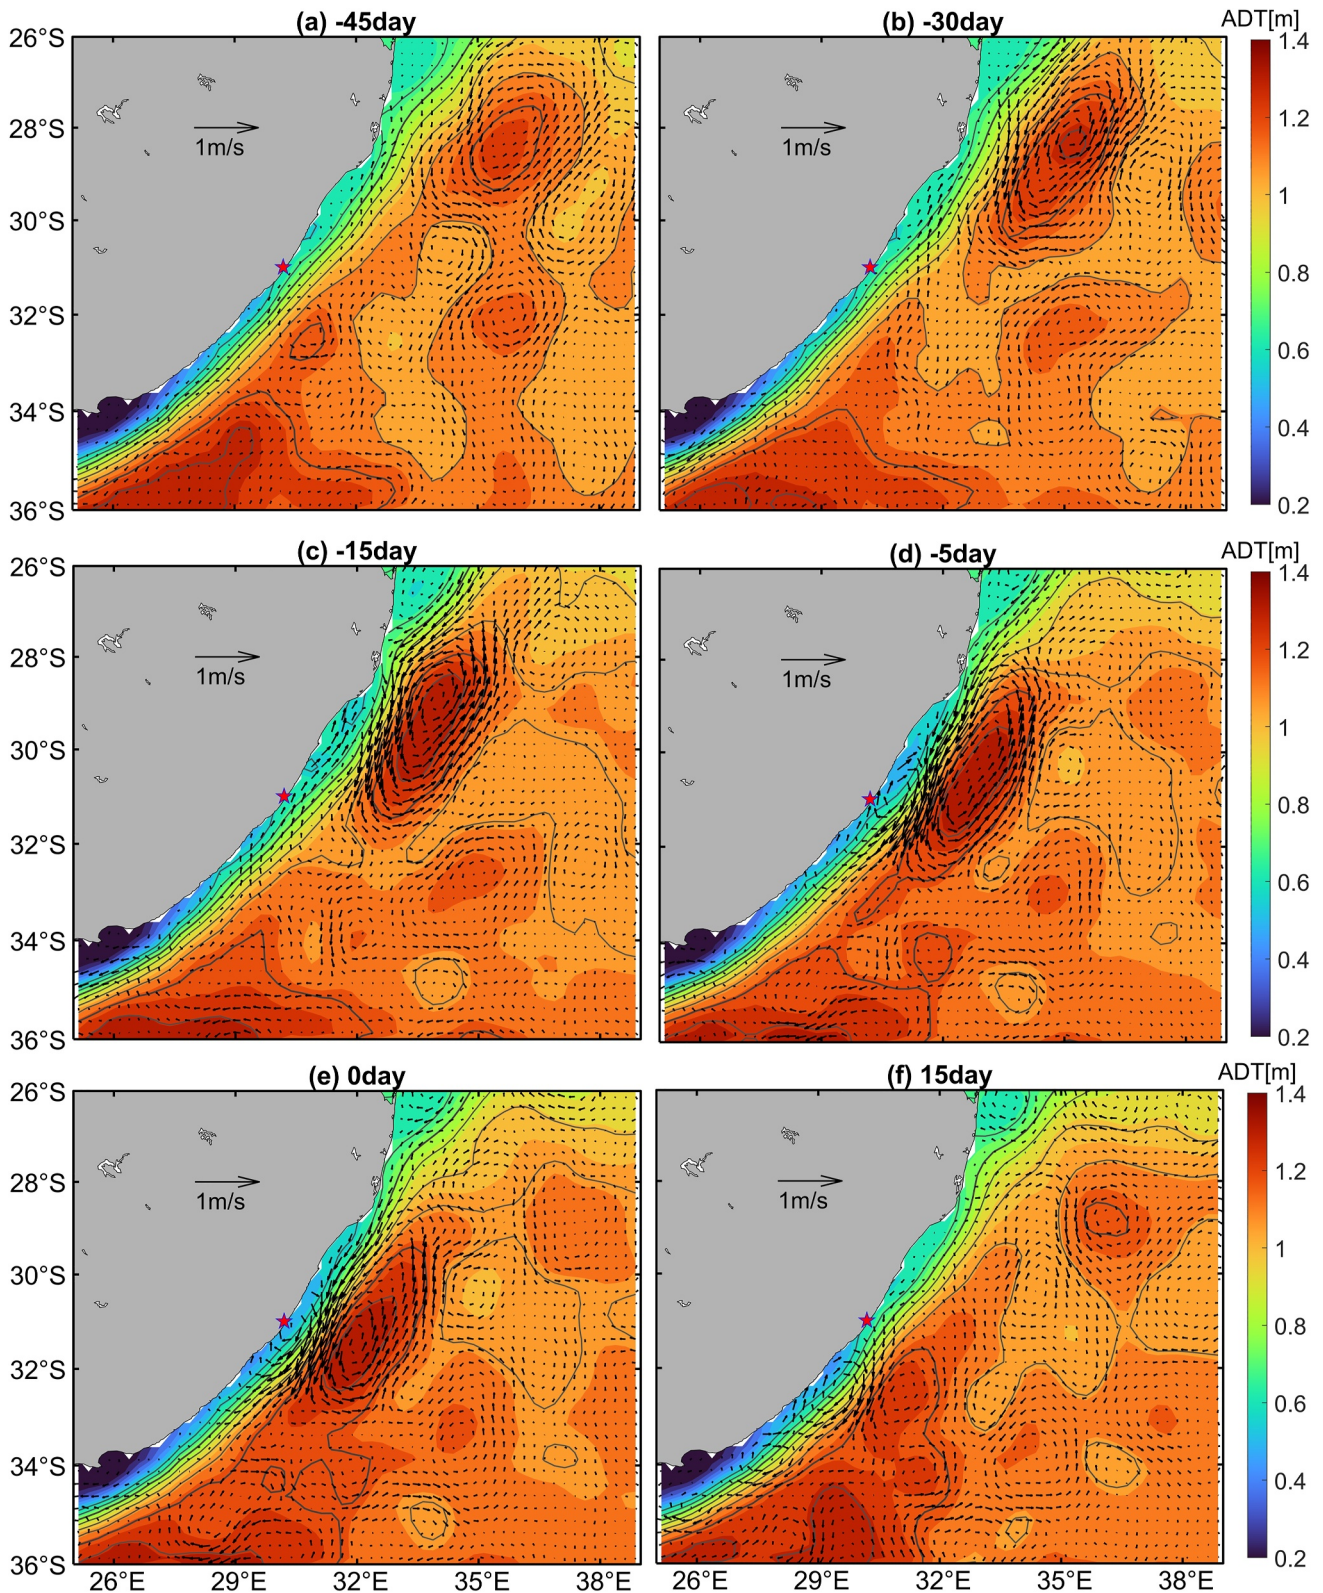 (a) -45day
(b) -30day
ADT[m]
26°S
28°S
30°S
32°S
34°S
36°S
1m/s
1m/s
1.4
1.2
1
0.8
0.6
0.4
0.2
(c) -15day
(d) -5day
ADT[m]
26°S
28°S
30°S
32°S
34°S
36°S
1m/s
1m/s
1.4
1.2
1
0.8
0.6
0.4
0.2
(e) 0day
(f) 15day
ADT[m]
26°S
28°S
30°S
32°S
34°S
36°S
1m/s
1m/s
1.4
1.2
1
0.8
0.6
0.4
0.2
26°E 29°E 32°E 35°E 38°E
26°E 29°E 32°E 35°E 38°E